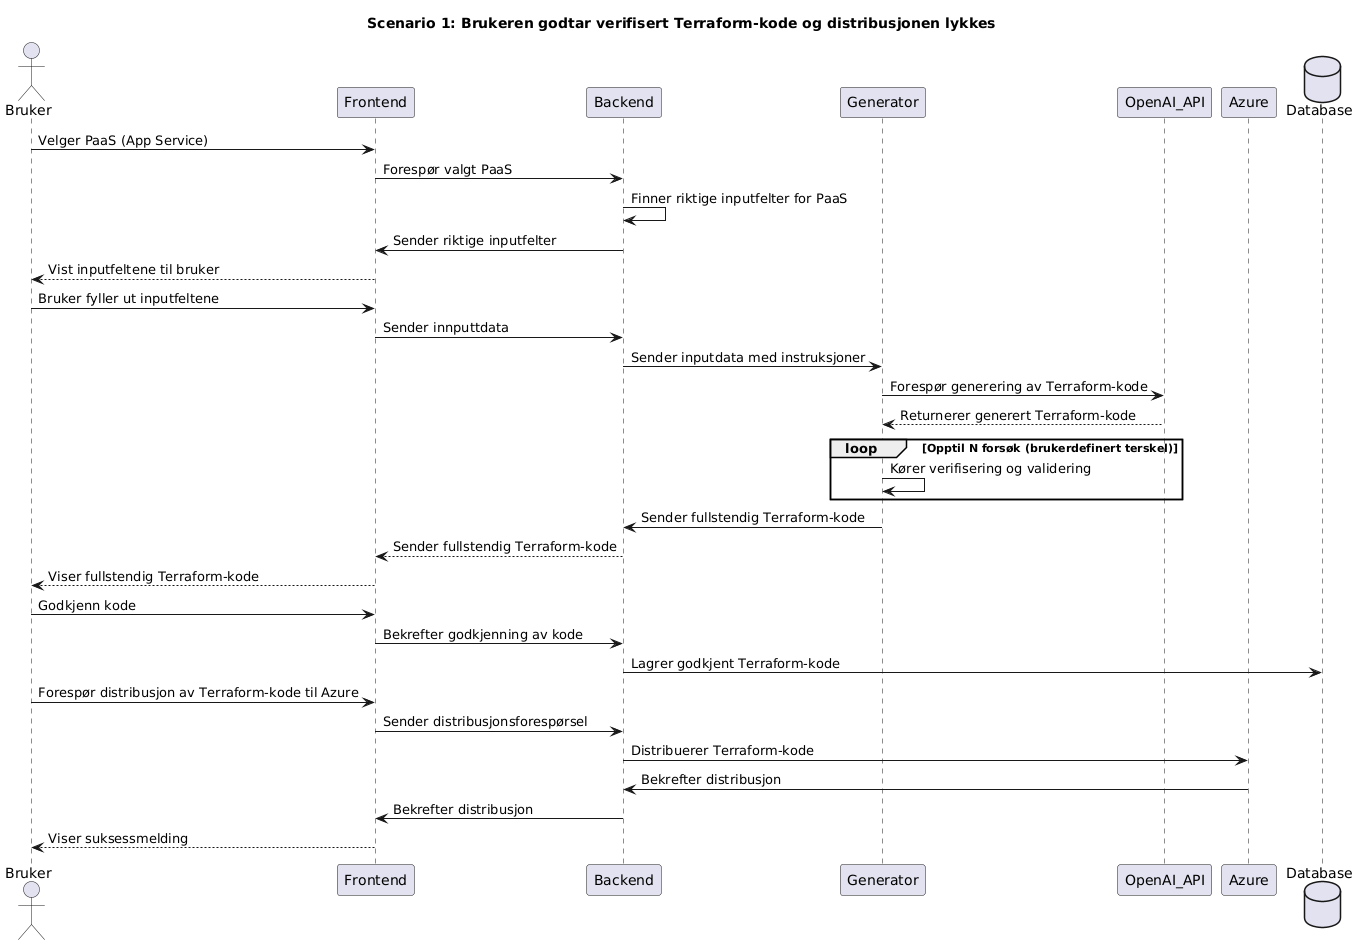 Scenario 1: Brukeren godtar verifisert Terraform-kode og distribusjonen lykkes
Bruker
Frontend
Backend
Generator
OpenAI_API
Azure
Database
Velger PaaS (App Service)
Forespør valgt PaaS
Finner riktige inputfelter for PaaS
Sender riktige inputfelter
Vist inputfeltene til bruker
Bruker fyller ut inputfeltene
Sender innputtdata
Sender inputdata med instruksjoner
Forespør generering av Terraform-kode
Returnerer generert Terraform-kode
loop
[Opptil N forsøk (brukerdefinert terskel)]
Kører verifisering og validering
Sender fullstendig Terraform-kode
Sender fullstendig Terraform-kode
Viser fullstendig Terraform-kode
Godkjenn kode
Bekrefter godkjenning av kode
Lagrer godkjent Terraform-kode
Forespør distribusjon av Terraform-kode til Azure
Sender distribusjonsforespørsel
Distribuerer Terraform-kode
Bekrefter distribusjon
Bekrefter distribusjon
Viser suksessmelding
Bruker
Frontend
Backend
Generator
OpenAI_API
Azure
Database